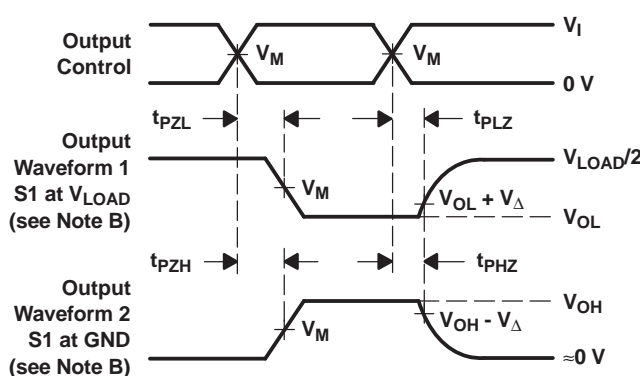 Output
Control
V_M
V_M
V_I
0 V
t_PZL
t_PLZ
Output
Waveform 1
S1 at V_LOAD
(see Note B)
V_M
V_OL + V_Δ
V_LOAD/2
V_OL
t_PZH
t_PHZ
Output
Waveform 2
S1 at GND
(see Note B)
V_M
V_OH - V_Δ
V_OH
≈0 V